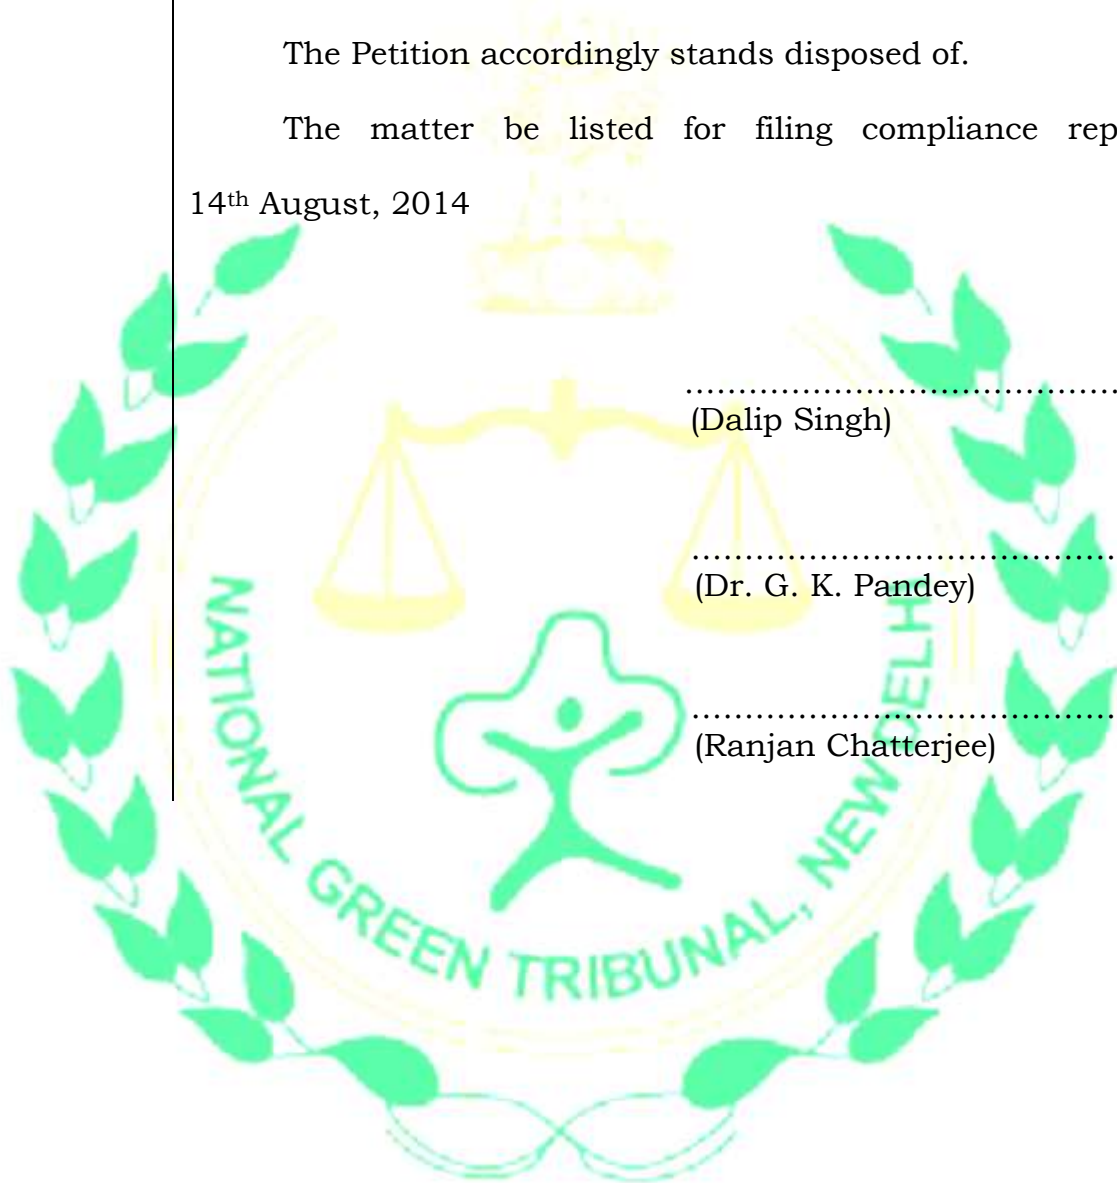 The Petition accordingly stands disposed of.
The matter be listed for filing compliance rep
14th August, 2014
……………………………………
(Dalip Singh)
……………………………………
(Dr. G. K. Pandey)
……………………………………
(Ranjan Chatterjee)
NATIONAL GREEN TRIBUNAL, NEW DELHI